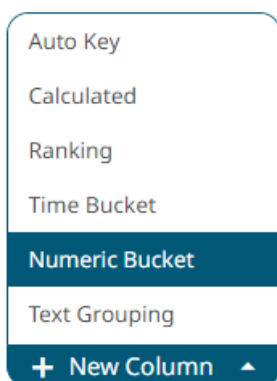 Auto Key
Calculated
Ranking
Time Bucket
Numeric Bucket
Text Grouping
+ New Column